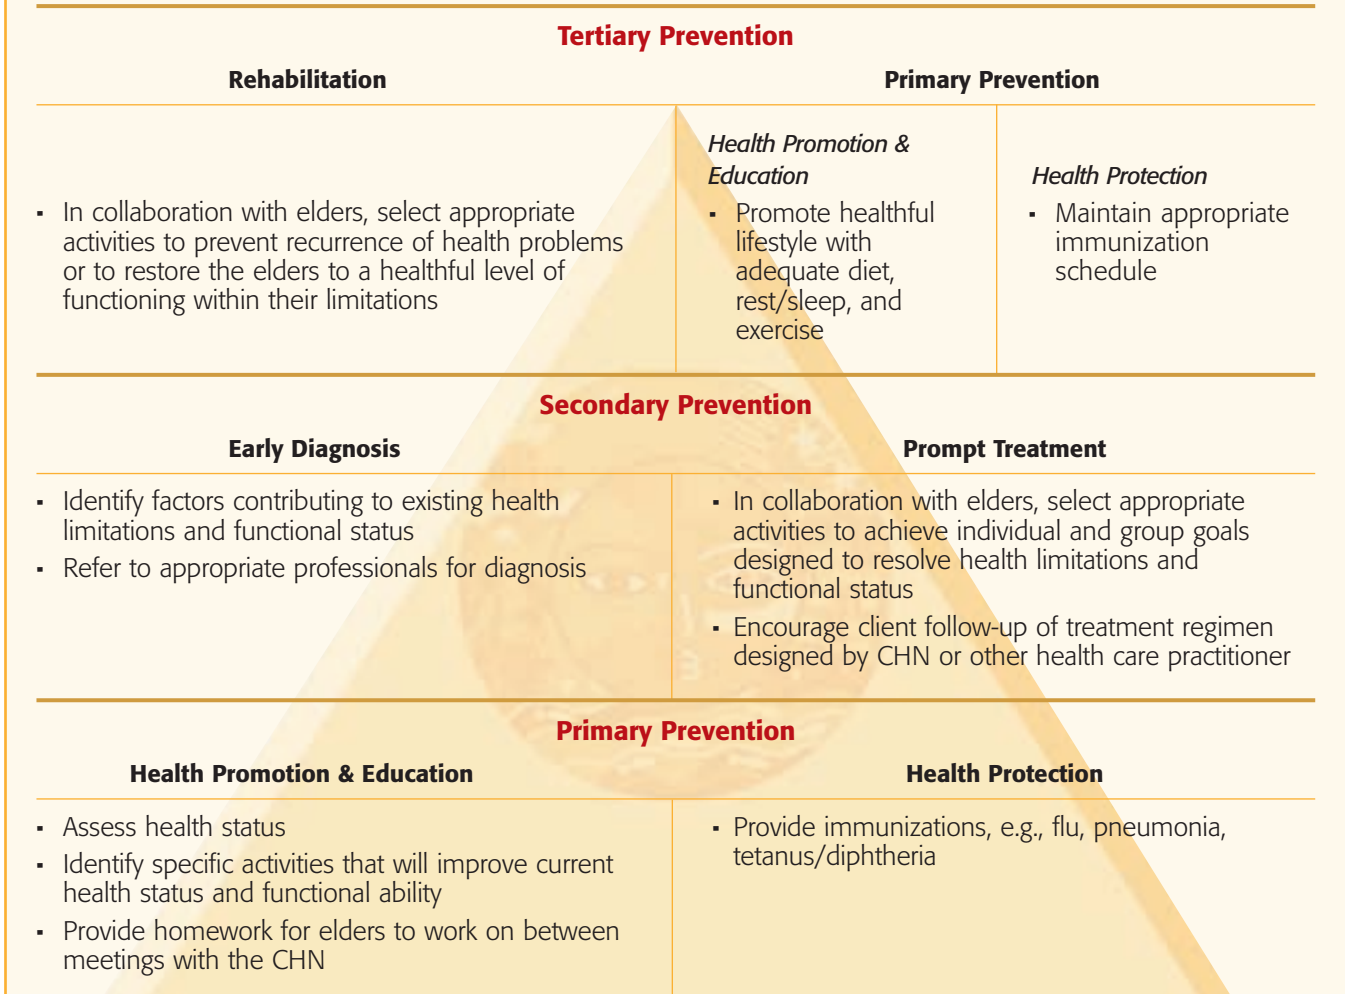 Tertiary Prevention
Rehabilitation
Primary Prevention
▪ In collaboration with elders, select appropriate
activities to prevent recurrence of health problems
or to restore the elders to a healthful level of
functioning within their limitations
Health Promotion &
Education
▪ Promote healthful
lifestyle with
adequate diet,
rest/sleep, and
exercise
Health Protection
▪ Maintain appropriate
immunization
schedule
Secondary Prevention
Early Diagnosis
Prompt Treatment
▪ Identify factors contributing to existing health
limitations and functional status
▪ Refer to appropriate professionals for diagnosis
▪ In collaboration with elders, select appropriate
activities to achieve individual and group goals
designed to resolve health limitations and
functional status
▪ Encourage client follow-up of treatment regimen
designed by CHN or other health care practitioner
Primary Prevention
Health Promotion & Education
Health Protection
▪ Assess health status
▪ Identify specific activities that will improve current
health status and functional ability
▪ Provide homework for elders to work on between
meetings with the CHN
▪ Provide immunizations, e.g., flu, pneumonia,
tetanus/diphtheria